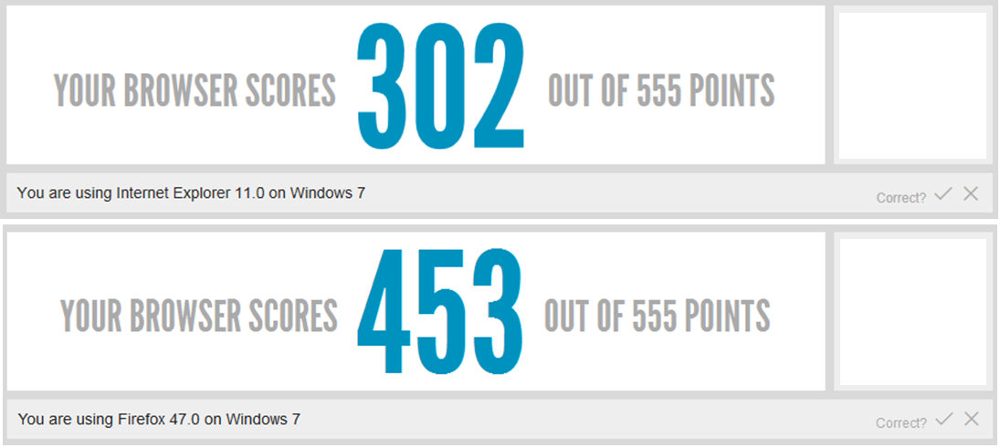 YOUR BROWSER SCORES 302 OUT OF 555 POINTS
You are using Internet Explorer 11.0 on Windows 7
Correct?
YOUR BROWSER SCORES 453 OUT OF 555 POINTS
You are using Firefox 47.0 on Windows 7
Correct?